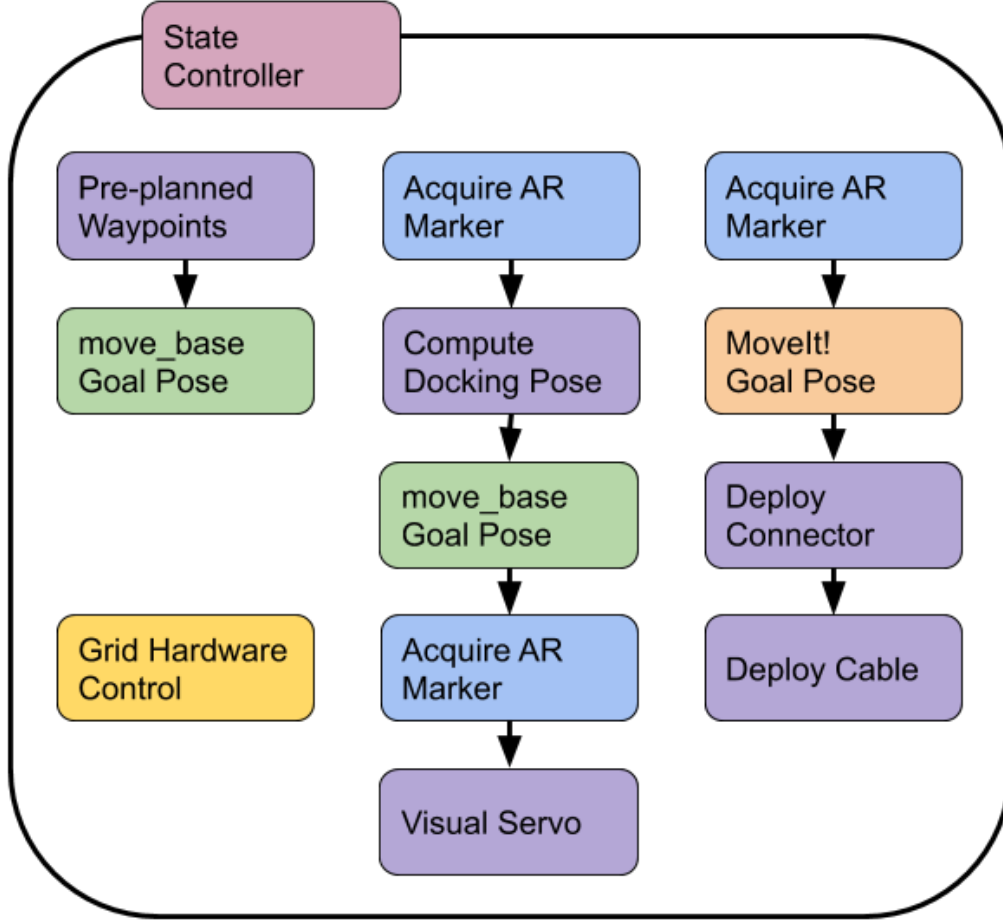 State
Controller
Pre-planned
Waypoints
move_base
Goal Pose
Grid Hardware
Control
Acquire AR
Marker
Compute
Docking Pose
move_base
Goal Pose
Acquire AR
Marker
Visual Servo
Acquire AR
Marker
MoveIt!
Goal Pose
Deploy
Connector
Deploy Cable